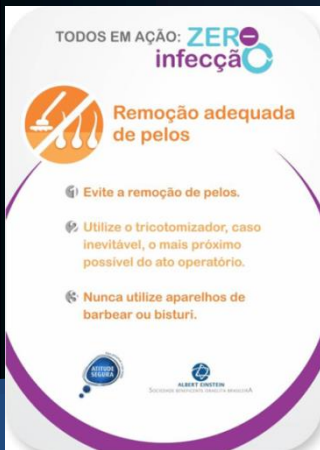 TODOS EM AÇÃO: ZERO
infecção
Remoção adequada
de pelos
1 Evite a remoção de pelos.
2 Utilize o tricotomizador, caso
inevitável, o mais próximo
possível do ato operatório.
Nunca utilize aparelhos de
barbear ou bisturi.
ATITUDE
SEGURA
ALBERT EINSTEIN
SOCIEDADE BENEFICENTE ISRAELITA BRASILEIRA